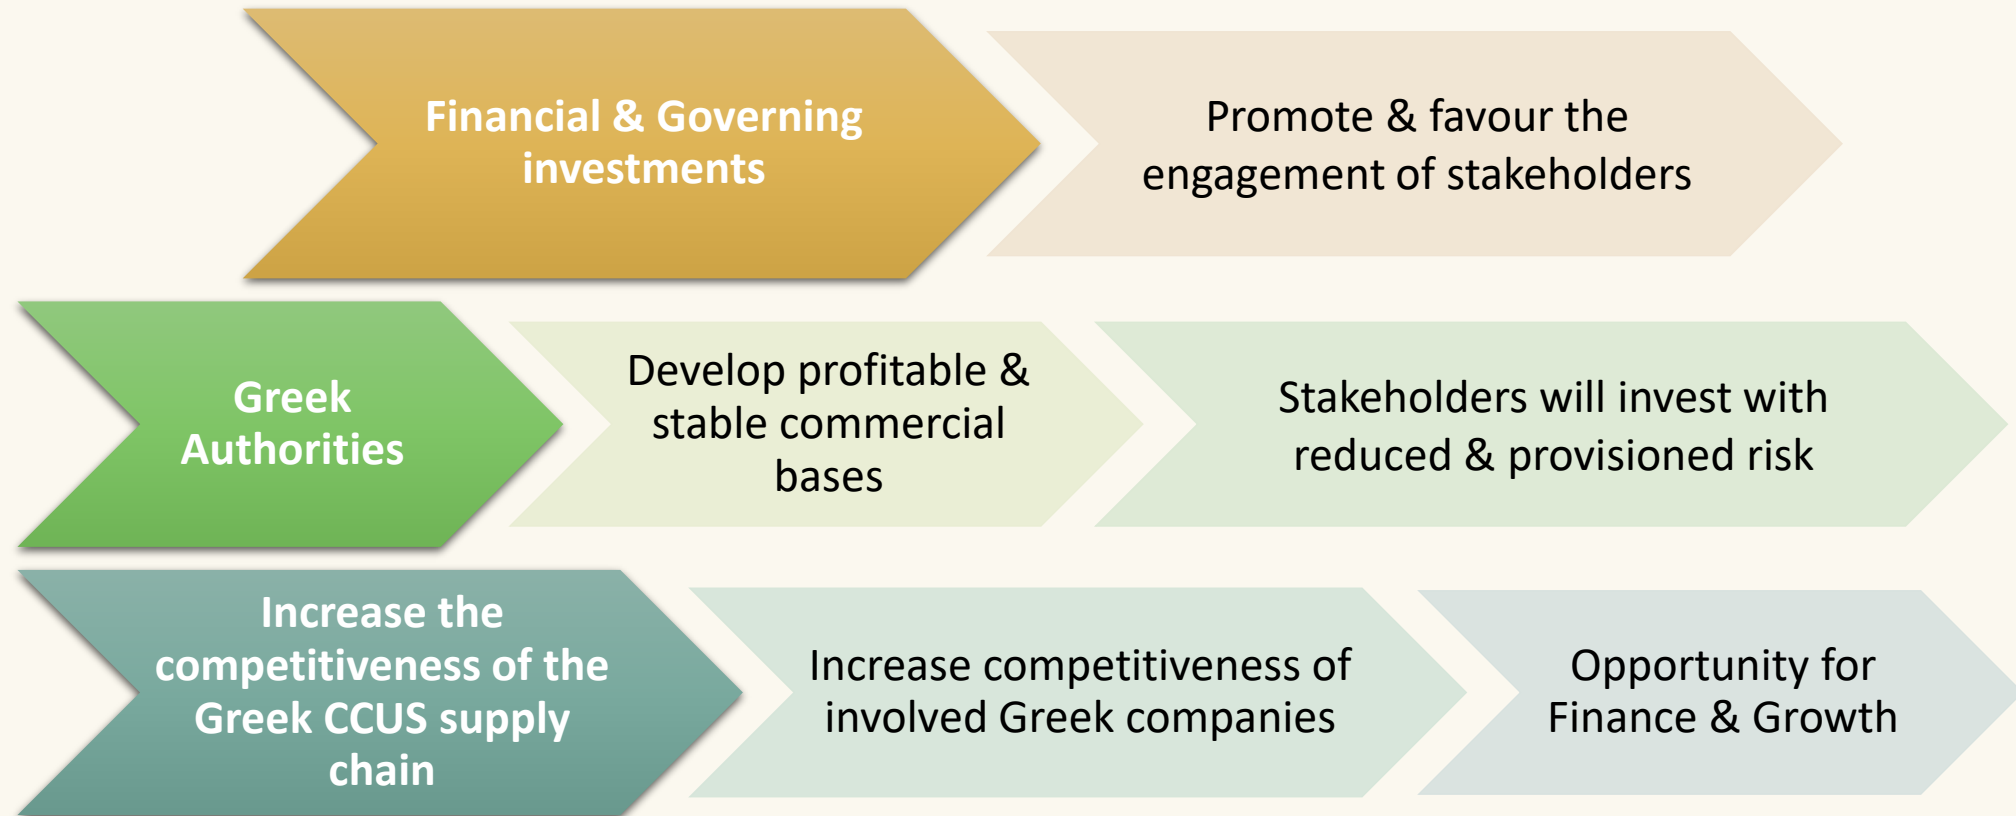 Financial & Governing
investments
Promote & favour the
engagement of stakeholders
Greek
Authorities
Develop profitable &
stable commercial
bases
Stakeholders will invest with
reduced & provisioned risk
Increase the
competitiveness of the
Greek CCUS supply
chain
Increase competitiveness of
involved Greek companies
Opportunity for
Finance & Growth